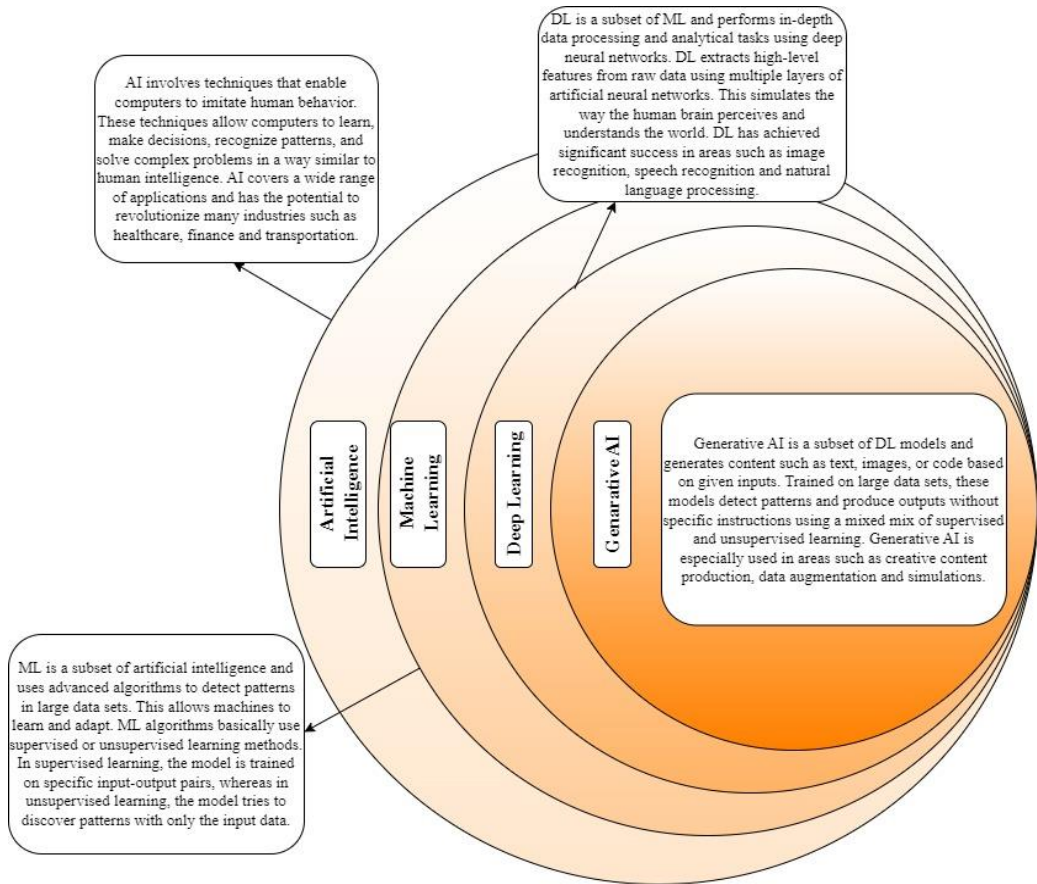 DL is a subset of ML and performs in-depth
data processing and analytical tasks using deep
neural networks. DL extracts high-level
features from raw data using multiple layers of
artificial neural networks. This simulates the
way the human brain perceives and
understands the world. DL has achieved
significant success in areas such as image
recognition, speech recognition and natural
language processing.
AI involves techniques that enable
computers to imitate human behavior.
These techniques allow computers to learn,
make decisions, recognize patterns, and
solve complex problems in a way similar to
human intelligence. AI covers a wide range
of applications and has the potential to
revolutionize many industries such as
healthcare, finance and transportation.
Artificial
Intelligence
Machine
Learning
Deep Learning
Genarative AI
Generative AI is a subset of DL models and
generates content such as text, images, or code based
on given inputs. Trained on large data sets, these
models detect patterns and produce outputs without
specific instructions using a mixed mix of supervised
and unsupervised learning. Generative AI is
especially used in areas such as creative content
production, data augmentation and simulations.
ML is a subset of artificial intelligence and
uses advanced algorithms to detect patterns
in large data sets. This allows machines to
learn and adapt. ML algorithms basically use
supervised or unsupervised learning methods.
In supervised learning, the model is trained
on specific input-output pairs, whereas in
unsupervised learning, the model tries to
discover patterns with only the input data.